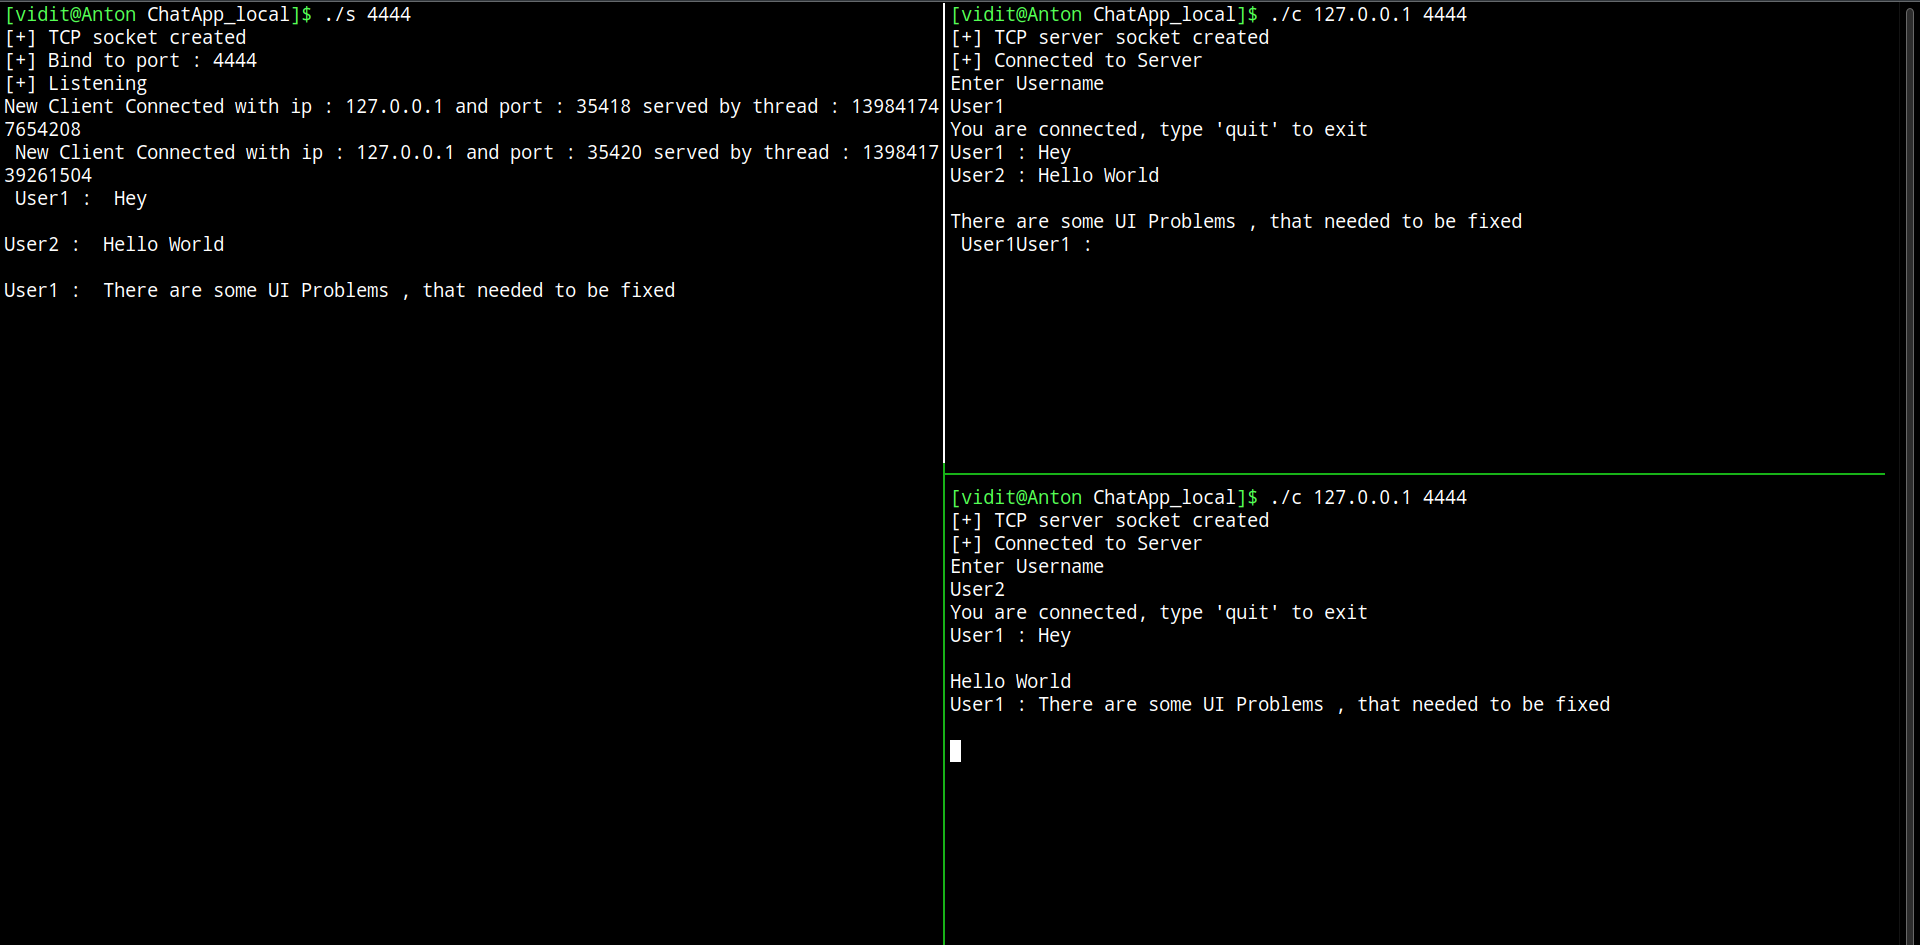 [vidit@Anton ChatApp_local]$ ./s 4444
[+] TCP socket created
[+] Bind to port : 4444
[+] Listening
New Client Connected with ip : 127.0.0.1 and port : 35418 served by thread : 13984174
7654208
 New Client Connected with ip : 127.0.0.1 and port : 35420 served by thread : 1398417
39261504
 User1 :  Hey

User2 :  Hello World

User1 :  There are some UI Problems , that needed to be fixed
[vidit@Anton ChatApp_local]$ ./c 127.0.0.1 4444
[+] TCP server socket created
[+] Connected to Server
Enter Username
User1
You are connected, type 'quit' to exit
User1 : Hey
User2 : Hello World

There are some UI Problems , that needed to be fixed
 User1User1 :
[vidit@Anton ChatApp_local]$ ./c 127.0.0.1 4444
[+] TCP server socket created
[+] Connected to Server
Enter Username
User2
You are connected, type 'quit' to exit
User1 : Hey

Hello World
User1 : There are some UI Problems , that needed to be fixed